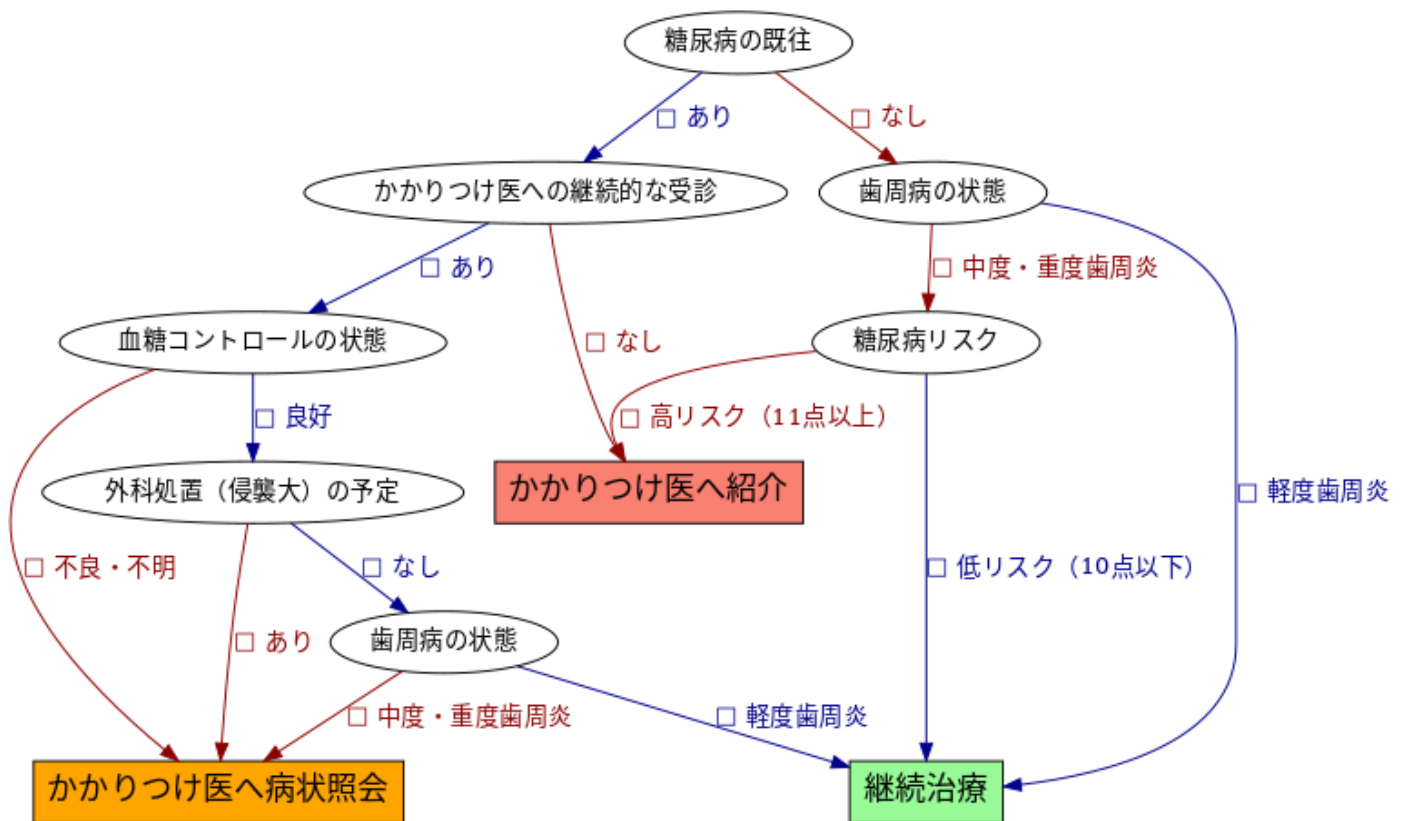 糖尿病の既往
□ あり
□ なし
かかりつけ医への継続的な受診
歯周病の状態
□ あり
□ 中度・重度歯周炎
血糖コントロールの状態
□ なし
糖尿病リスク
□ 良好
□ 高リスク（11点以上）
外科処置（侵襲大）の予定
かかりつけ医へ紹介
□ 軽度歯周炎
□ 不良・不明
□ なし
□ 低リスク（10点以下）
□ あり
歯周病の状態
□ 中度・重度歯周炎
□ 軽度歯周炎
かかりつけ医へ病状照会
継続治療